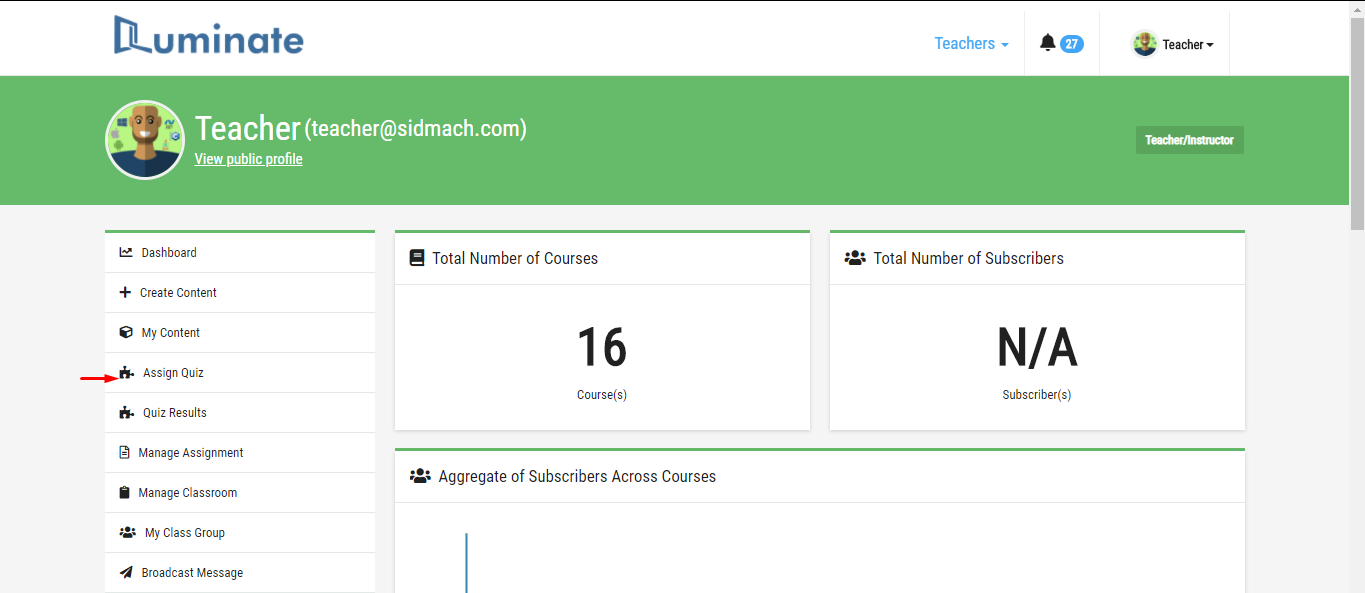 Luminate
Teachers
27
Teacher
Teacher (teacher@sidmach.com)
View public profile
Teacher/Instructor
Dashboard
Create Content
My Content
Assign Quiz
Quiz Results
Manage Assignment
Manage Classroom
My Class Group
Broadcast Message
Total Number of Courses
16
Course(s)
Total Number of Subscribers
N/A
Subscriber(s)
Aggregate of Subscribers Across Courses